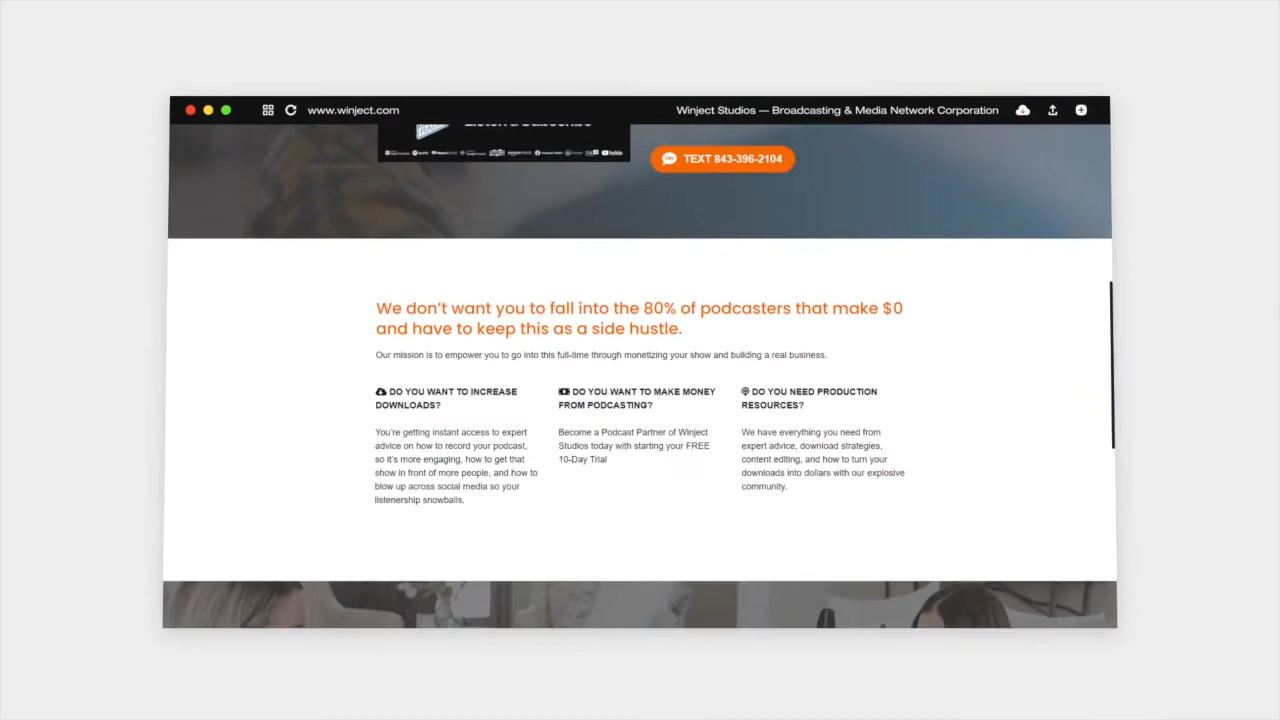 www.winject.com
Winject Studios — Broadcasting & Media Network Corporation
Listen & Subscribe
TEXT 843-396-2104
We don’t want you to fall into the 80% of podcasters that make $0
and have to keep this as a side hustle.
Our mission is to empower you to go into this full-time through monetizing your show and building a real business.
DO YOU WANT TO INCREASE
DOWNLOADS?
You’re getting instant access to expert
advice on how to record your podcast,
so it’s more engaging, how to get that
show in front of more people, and how to
blow up across social media so your
listenership snowballs.
DO YOU WANT TO MAKE MONEY
FROM PODCASTING?
Become a Podcast Partner of Winject
Studios today with starting your FREE
10-Day Trial
DO YOU NEED PRODUCTION
RESOURCES?
We have everything you need from
expert advice, download strategies,
content editing, and how to turn your
downloads into dollars with our explosive
community.